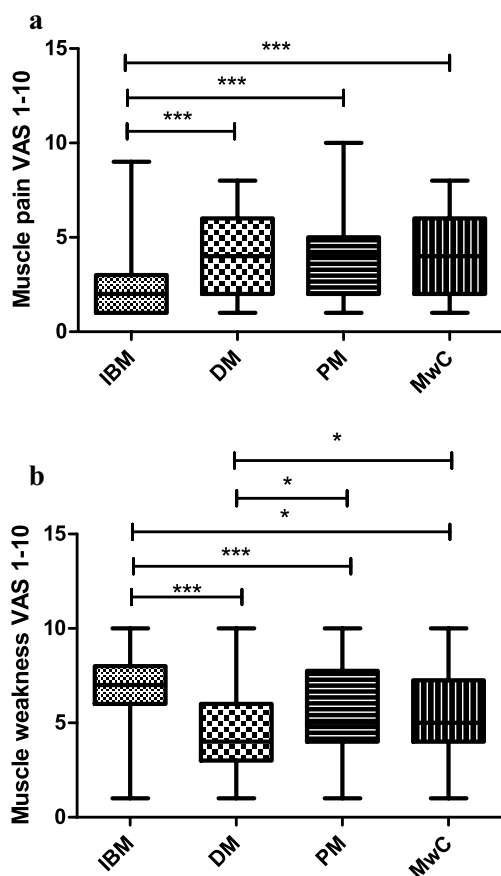 a
***
15
***
***
10
5
0
Muscle pain VAS 1-10
IBM
DM
PM
MwC
*
b
*
*
15
***
***
10
5
0
Muscle weakness VAS 1-10
IBM
DM
PM
MwC